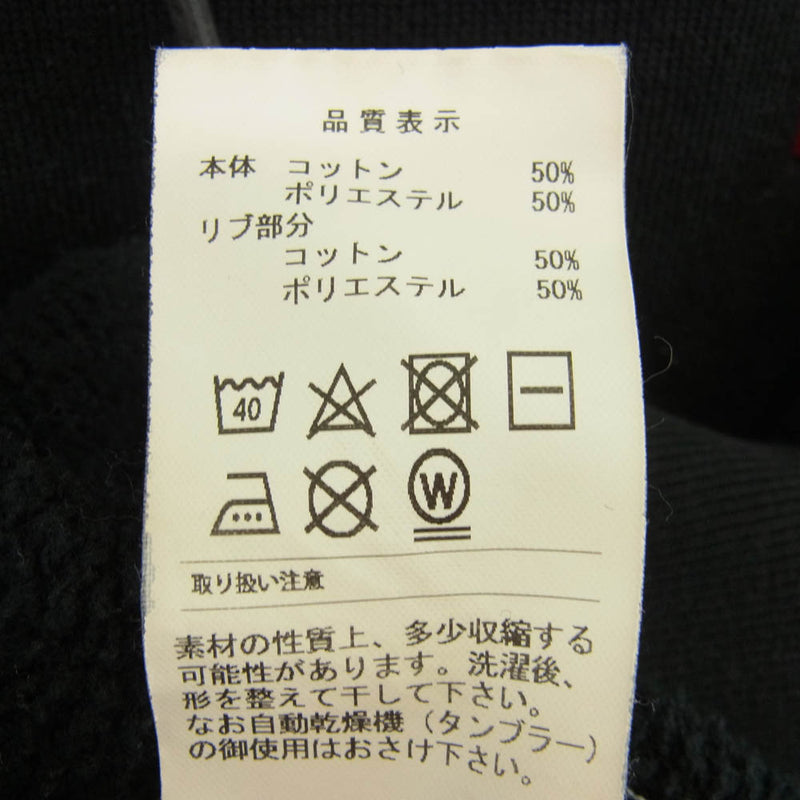 品質表示
本体 コットン 50%
ポリエステル 50%
リブ部分
コットン 50%
ポリエステル 50%
40
W
取り扱い注意
素材の性質上、多少収縮する
可能性があります。洗濯後、
形を整えて干して下さい。
なお自動乾燥機（タンブラー）
の御使用はおさけ下さい。